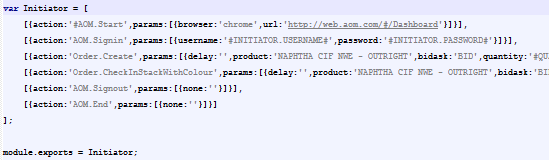 var Initiator = [
[{action:'#AOM.Start',params:[{browser:'chrome',url:'http://web.aom.com/#/Dashboard'}]}],
[{action:'AOM.Signin',params:[{username:'#INITIATOR.USERNAME#',password:'#INITIATOR.PASSWORD#'}]}],
[{action:'Order.Create',params:[{delay:'',product:'NAPHTHA CIF NWE - OUTRIGHT',bidask:'BID',quantity:'#QU
[{action:'Order.CheckInStackWithColour',params:[{delay:'',product:'NAPHTHA CIF NWE - OUTRIGHT',bidask:'BI
[{action:'AOM.Signout',params:[{none:''}]}],
[{action:'AOM.End',params:[{none:''}]}]
];
module.exports = Initiator;